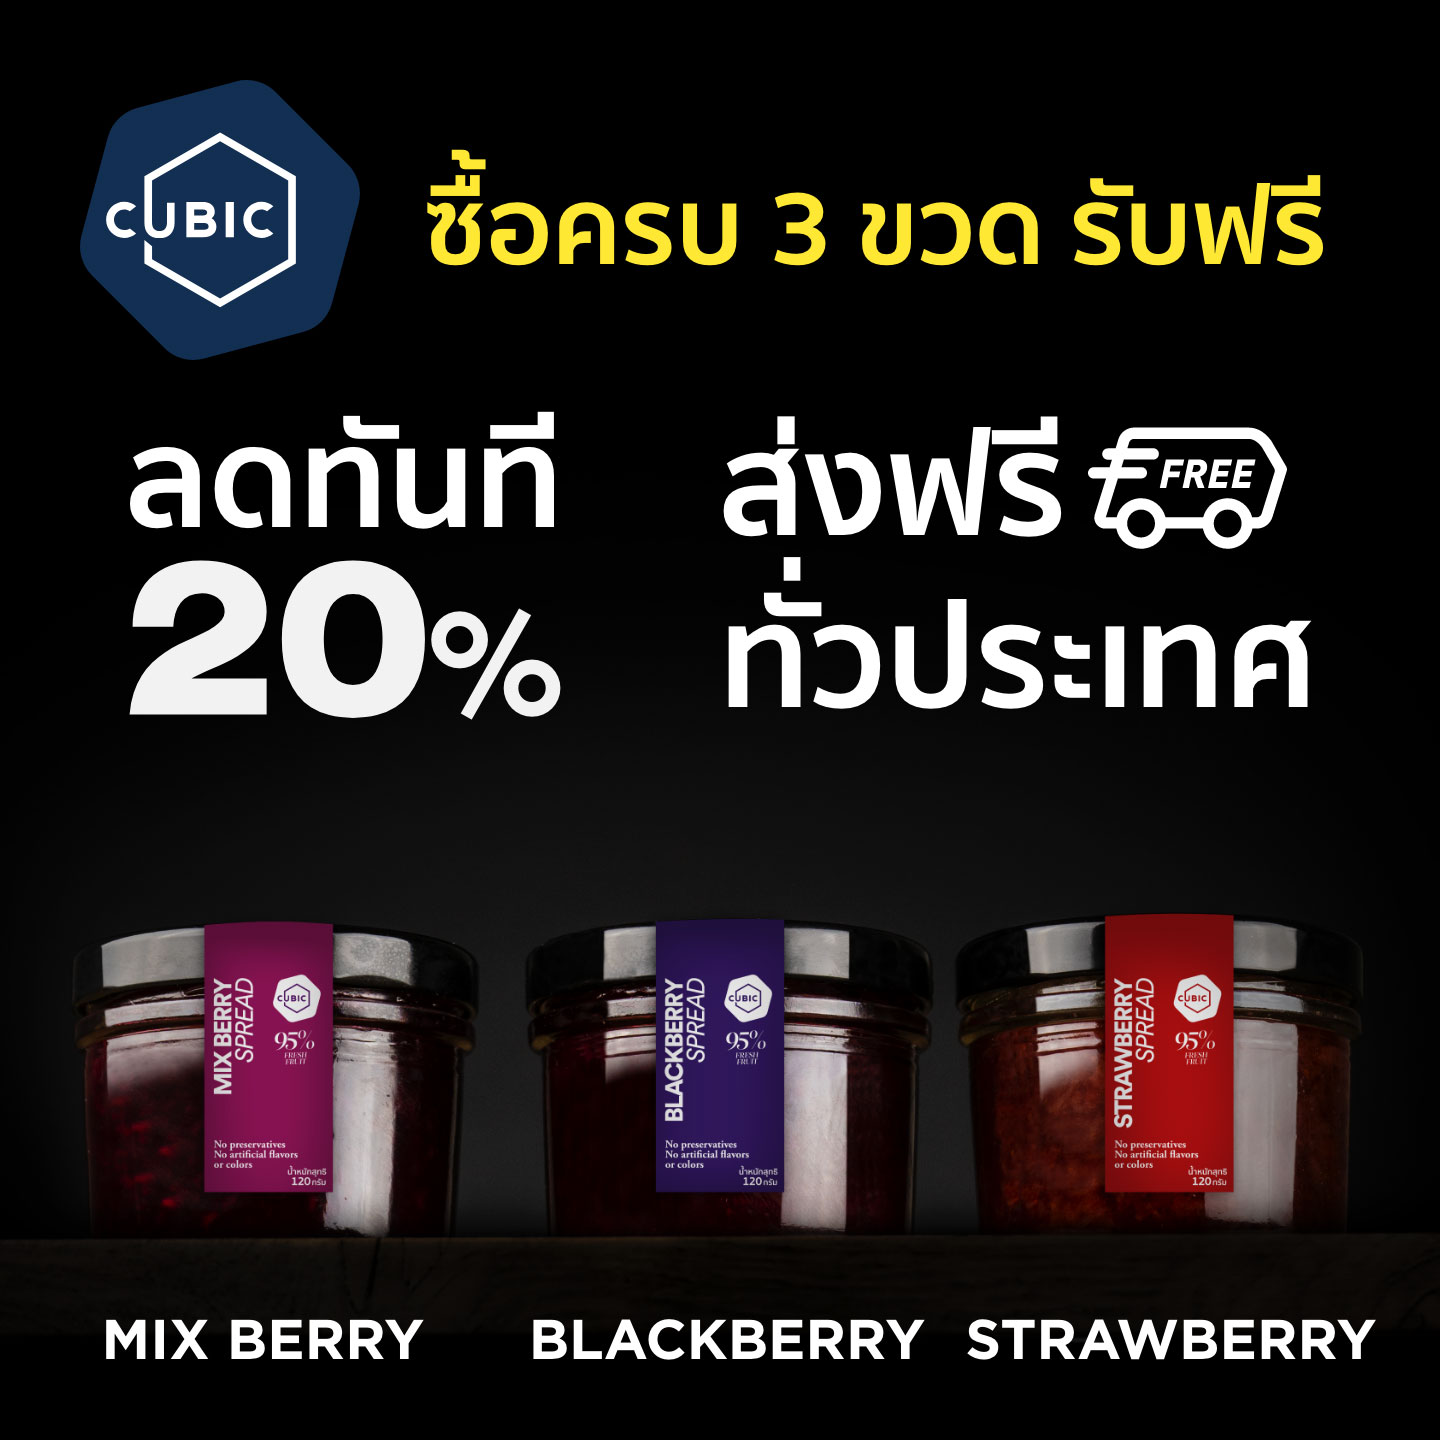 CUBIC
ซื้อครบ 3 ขวด รับฟรี
ลดทันที
20%
ส่งฟรี FREE
ทั่วประเทศ
MIX BERRY
SPREAD
CUBIC
95%
FRESH
FRUIT
No preservatives
No artificial flavors
or colors
น้ำหนักสุทธิ
120 กรัม
BLACKBERRY
SPREAD
CUBIC
95%
FRESH
FRUIT
No preservatives
No artificial flavors
or colors
น้ำหนักสุทธิ
120 กรัม
STRAWBERRY
SPREAD
CUBIC
95%
FRESH
FRUIT
No preservatives
No artificial flavors
or colors
น้ำหนักสุทธิ
120 กรัม
MIX BERRY
BLACKBERRY
STRAWBERRY